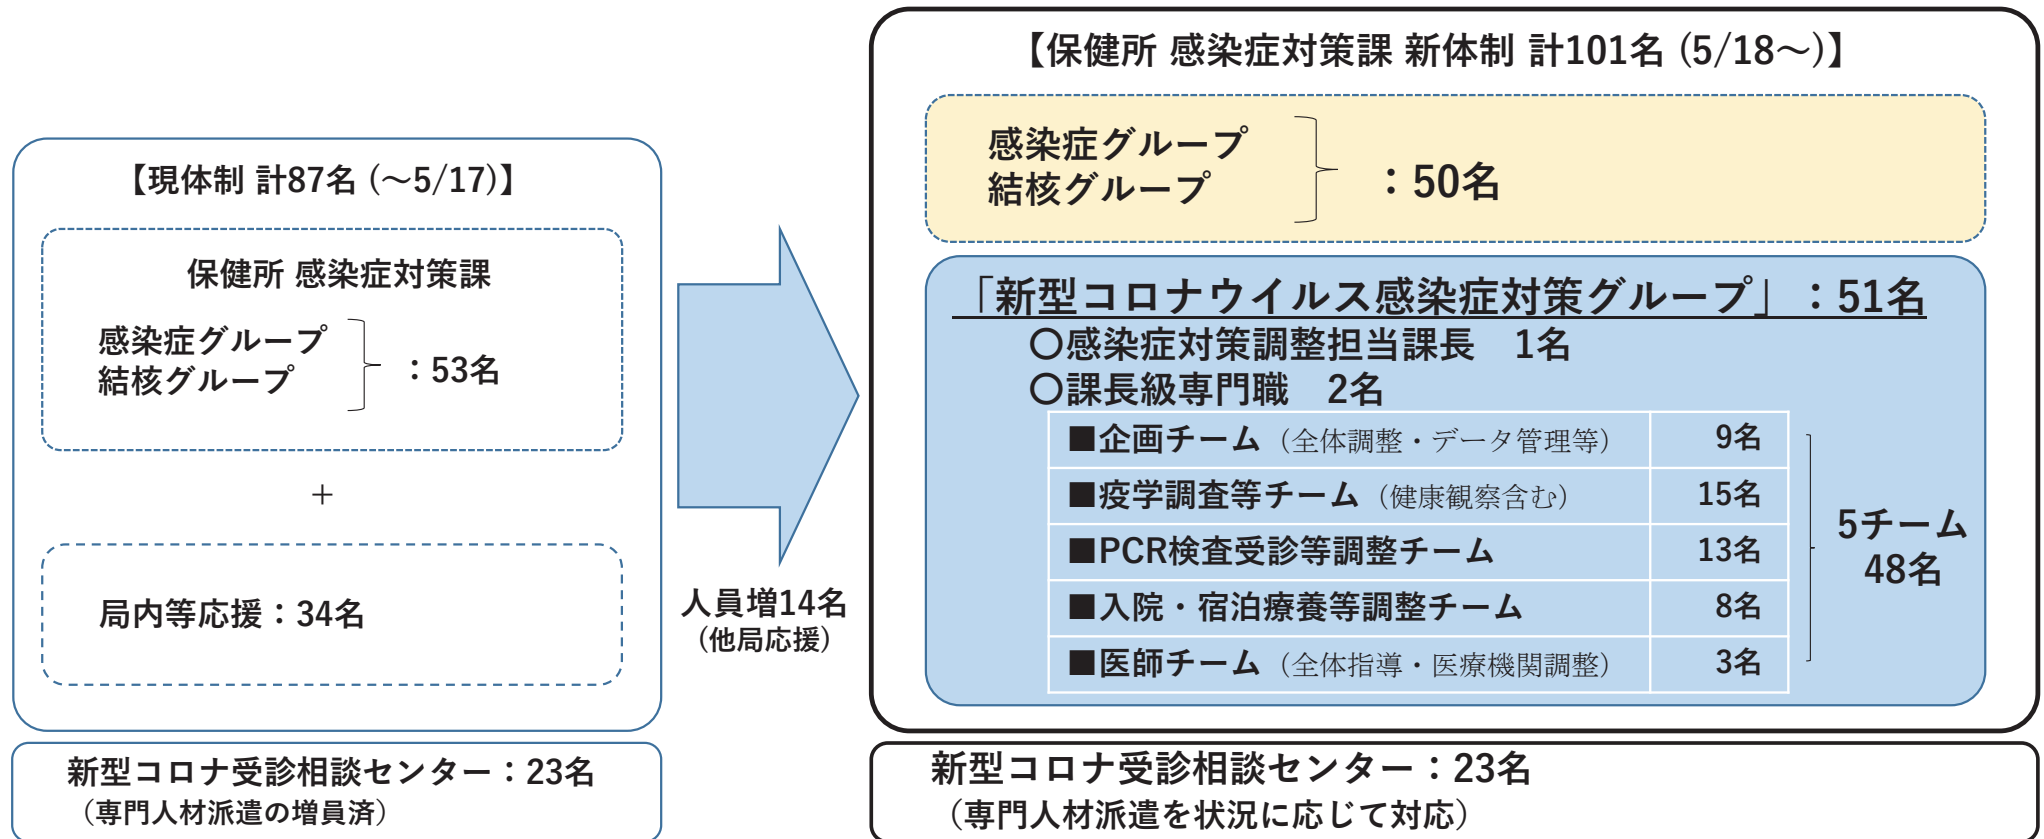 【現体制 計87名 (～5/17)】
保健所 感染症対策課
感染症グループ
結核グループ
：53名
＋
局内等応援：34名
新型コロナ受診相談センター：23名
（専門人材派遣の増員済）
人員増14名
（他局応援）
【保健所 感染症対策課 新体制 計101名 (5/18～)】
感染症グループ
結核グループ
：50名
「新型コロナウイルス感染症対策グループ」：51名
〇感染症対策調整担当課長　1名
〇課長級専門職　2名
■企画チーム（全体調整・データ管理等） 9名
■疫学調査等チーム（健康観察含む） 15名
■PCR検査受診等調整チーム 13名
■入院・宿泊療養等調整チーム 8名
■医師チーム（全体指導・医療機関調整） 3名
5チーム
48名
新型コロナ受診相談センター：23名
（専門人材派遣を状況に応じて対応）